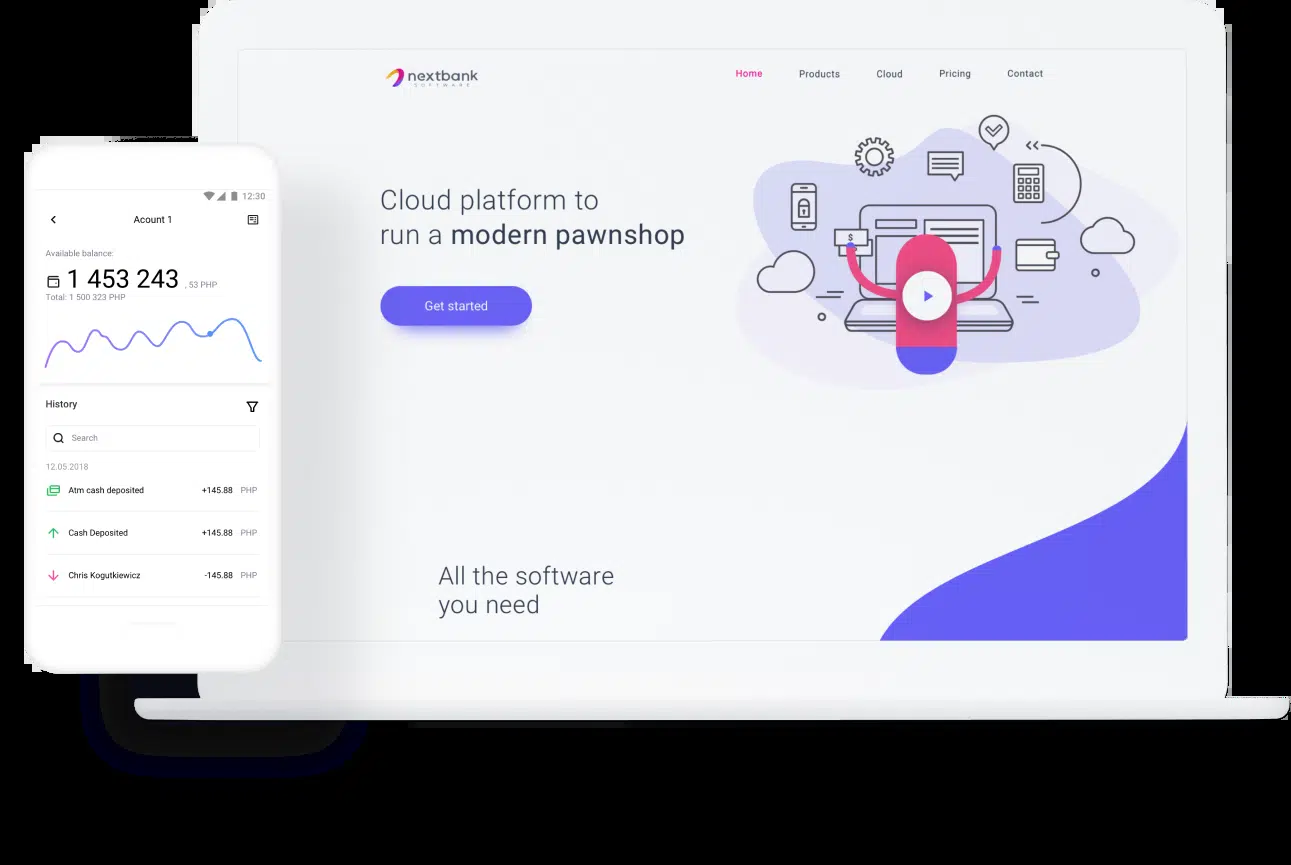 nextbank
SOFTWARE
Home Products Cloud Pricing Contact
Cloud platform to
run a modern pawnshop
Get started
$
All the software
you need
12:30
Acount 1
Available balance:
1 453 243 , 53 PHP
Total: 1 500 323 PHP
History
Search
12.05.2018
Atm cash deposited +145.88 PHP
Cash Deposited +145.88 PHP
Chris Kogutkiewicz -145.88 PHP